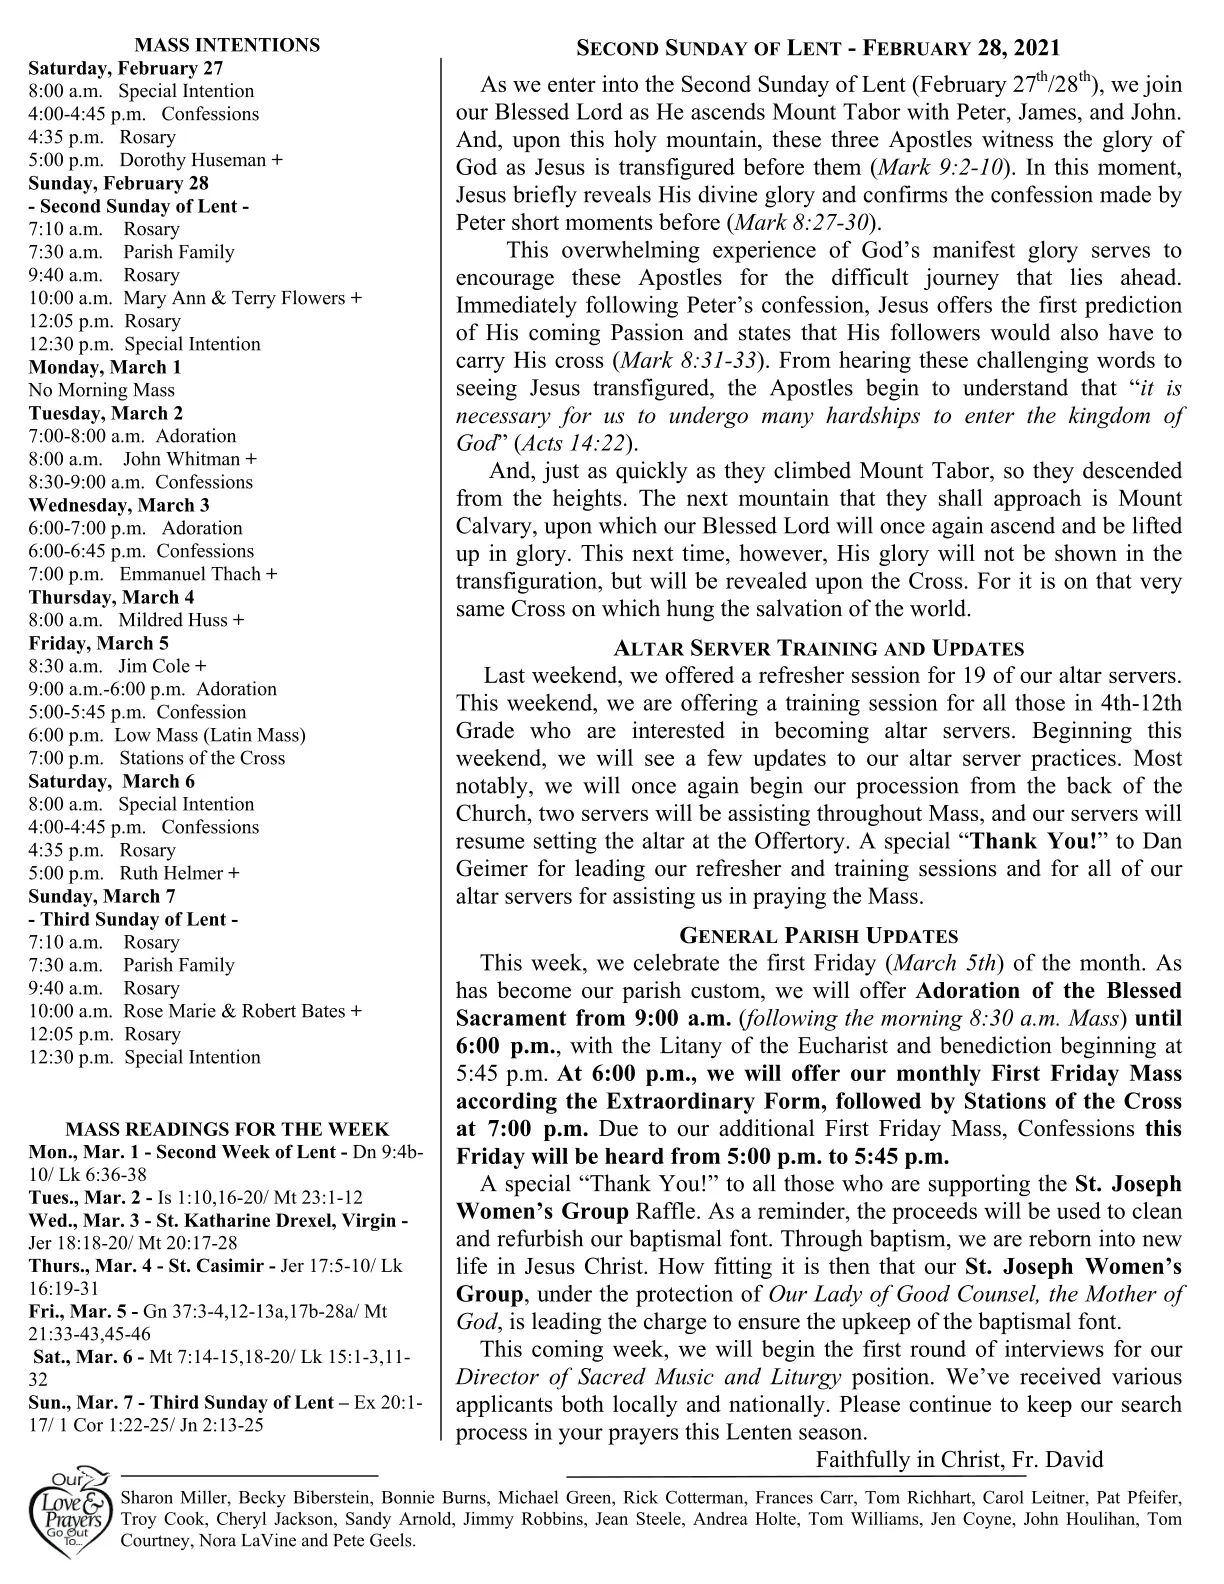 MASS INTENTIONS
Saturday, February 27
8:00 a.m. Special Intention
4:00-4:45 p.m. Confessions
4:35 p.m. Rosary
5:00 p.m. Dorothy Huseman +
Sunday, February 28
- Second Sunday of Lent -
7:10 a.m. Rosary
7:30 a.m. Parish Family
9:40 a.m. Rosary
10:00 a.m. Mary Ann & Terry Flowers +
12:05 p.m. Rosary
12:30 p.m. Special Intention
Monday, March 1
No Morning Mass
Tuesday, March 2
7:00-8:00 a.m. Adoration
8:00 a.m. John Whitman +
8:30-9:00 a.m. Confessions
Wednesday, March 3
6:00-7:00 p.m. Adoration
6:00-6:45 p.m. Confessions
7:00 p.m. Emmanuel Thach +
Thursday, March 4
8:00 a.m. Mildred Huss +
Friday, March 5
8:30 a.m. Jim Cole +
9:00 a.m.-6:00 p.m. Adoration
5:00-5:45 p.m. Confession
6:00 p.m. Low Mass (Latin Mass)
7:00 p.m. Stations of the Cross
Saturday, March 6
8:00 a.m. Special Intention
4:00-4:45 p.m. Confessions
4:35 p.m. Rosary
5:00 p.m. Ruth Helmer +
Sunday, March 7
- Third Sunday of Lent -
7:10 a.m. Rosary
7:30 a.m. Parish Family
9:40 a.m. Rosary
10:00 a.m. Rose Marie & Robert Bates +
12:05 p.m. Rosary
12:30 p.m. Special Intention
MASS READINGS FOR THE WEEK
Mon., Mar. 1 - Second Week of Lent - Dn 9:4b-
10/ Lk 6:36-38
Tues., Mar. 2 - Is 1:10,16-20/ Mt 23:1-12
Wed., Mar. 3 - St. Katharine Drexel, Virgin -
Jer 18:18-20/ Mt 20:17-28
Thurs., Mar. 4 - St. Casimir - Jer 17:5-10/ Lk
16:19-31
Fri., Mar. 5 - Gn 37:3-4,12-13a,17b-28a/ Mt
21:33-43,45-46
Sat., Mar. 6 - Mt 7:14-15,18-20/ Lk 15:1-3,11-
32
Sun., Mar. 7 - Third Sunday of Lent – Ex 20:1-
17/ 1 Cor 1:22-25/ Jn 2:13-25
SECOND SUNDAY OF LENT - FEBRUARY 28, 2021
As we enter into the Second Sunday of Lent (February 27th/28th), we join
our Blessed Lord as He ascends Mount Tabor with Peter, James, and John.
And, upon this holy mountain, these three Apostles witness the glory of
God as Jesus is transfigured before them (Mark 9:2-10). In this moment,
Jesus briefly reveals His divine glory and confirms the confession made by
Peter short moments before (Mark 8:27-30).
This overwhelming experience of God’s manifest glory serves to
encourage these Apostles for the difficult journey that lies ahead.
Immediately following Peter’s confession, Jesus offers the first prediction
of His coming Passion and states that His followers would also have to
carry His cross (Mark 8:31-33). From hearing these challenging words to
seeing Jesus transfigured, the Apostles begin to understand that “it is
necessary for us to undergo many hardships to enter the kingdom of
God” (Acts 14:22).
And, just as quickly as they climbed Mount Tabor, so they descended
from the heights. The next mountain that they shall approach is Mount
Calvary, upon which our Blessed Lord will once again ascend and be lifted
up in glory. This next time, however, His glory will not be shown in the
transfiguration, but will be revealed upon the Cross. For it is on that very
same Cross on which hung the salvation of the world.
ALTAR SERVER TRAINING AND UPDATES
Last weekend, we offered a refresher session for 19 of our altar servers.
This weekend, we are offering a training session for all those in 4th-12th
Grade who are interested in becoming altar servers. Beginning this
weekend, we will see a few updates to our altar server practices. Most
notably, we will once again begin our procession from the back of the
Church, two servers will be assisting throughout Mass, and our servers will
resume setting the altar at the Offertory. A special “Thank You!” to Dan
Geimer for leading our refresher and training sessions and for all of our
altar servers for assisting us in praying the Mass.
GENERAL PARISH UPDATES
This week, we celebrate the first Friday (March 5th) of the month. As
has become our parish custom, we will offer Adoration of the Blessed
Sacrament from 9:00 a.m. (following the morning 8:30 a.m. Mass) until
6:00 p.m., with the Litany of the Eucharist and benediction beginning at
5:45 p.m. At 6:00 p.m., we will offer our monthly First Friday Mass
according the Extraordinary Form, followed by Stations of the Cross
at 7:00 p.m. Due to our additional First Friday Mass, Confessions this
Friday will be heard from 5:00 p.m. to 5:45 p.m.
A special “Thank You!” to all those who are supporting the St. Joseph
Women’s Group Raffle. As a reminder, the proceeds will be used to clean
and refurbish our baptismal font. Through baptism, we are reborn into new
life in Jesus Christ. How fitting it is then that our St. Joseph Women’s
Group, under the protection of Our Lady of Good Counsel, the Mother of
God, is leading the charge to ensure the upkeep of the baptismal font.
This coming week, we will begin the first round of interviews for our
Director of Sacred Music and Liturgy position. We’ve received various
applicants both locally and nationally. Please continue to keep our search
process in your prayers this Lenten season.
Faithfully in Christ, Fr. David
Our
Love &
Prayers
Go Out
To...
Sharon Miller, Becky Biberstein, Bonnie Burns, Michael Green, Rick Cotterman, Frances Carr, Tom Richhart, Carol Leitner, Pat Pfeifer,
Troy Cook, Cheryl Jackson, Sandy Arnold, Jimmy Robbins, Jean Steele, Andrea Holte, Tom Williams, Jen Coyne, John Houlihan, Tom
Courtney, Nora LaVine and Pete Geels.